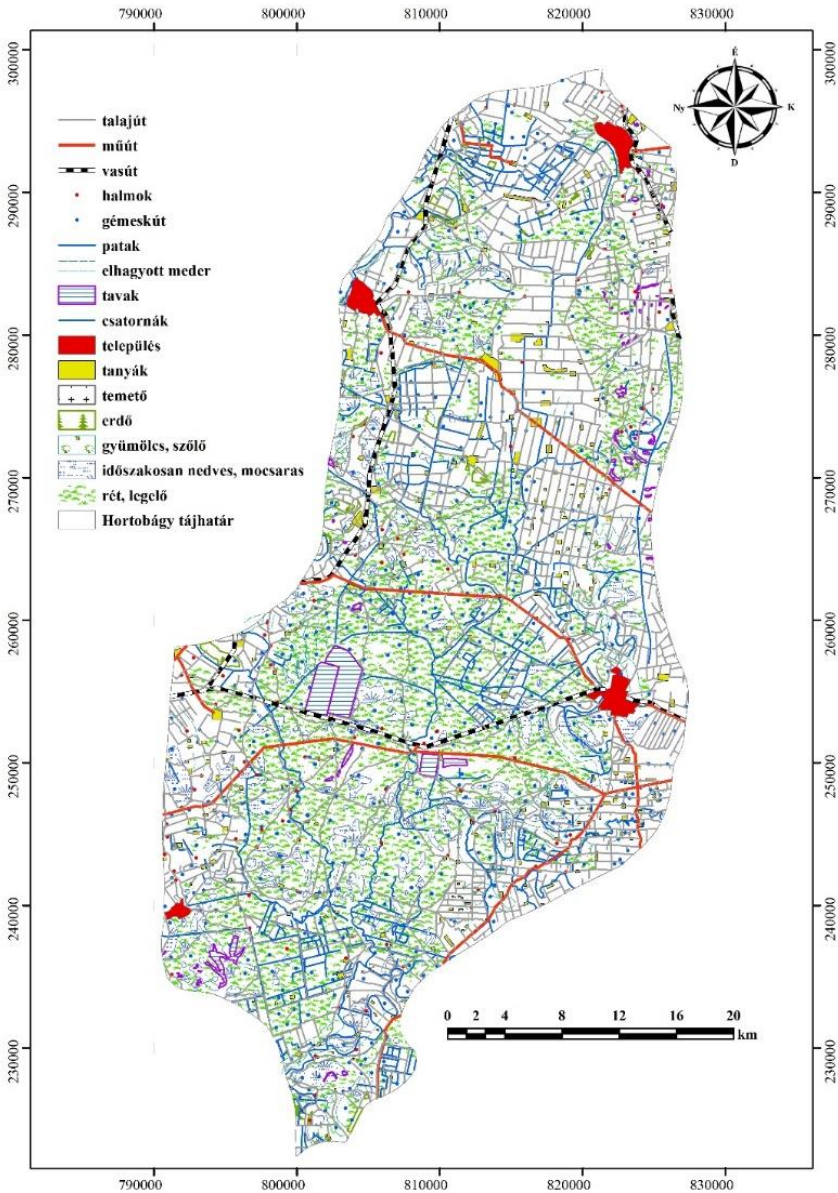 790000 800000 810000 820000 830000
300000 300000
É
Ny K
D
talajút
műút
vasút
halmok
gémeskút
patak
elhagyott meder
tavak
csatornák
település
tanyák
temető
erdő
gyümölcs, szőlő
időszakosan nedves, mocsaras
rét, legelő
Hortobágy tájhatár
290000 290000
280000 280000
270000 270000
260000 260000
250000 250000
240000 240000
0 2 4 8 12 16 20
km
230000 230000
790000 800000 810000 820000 830000